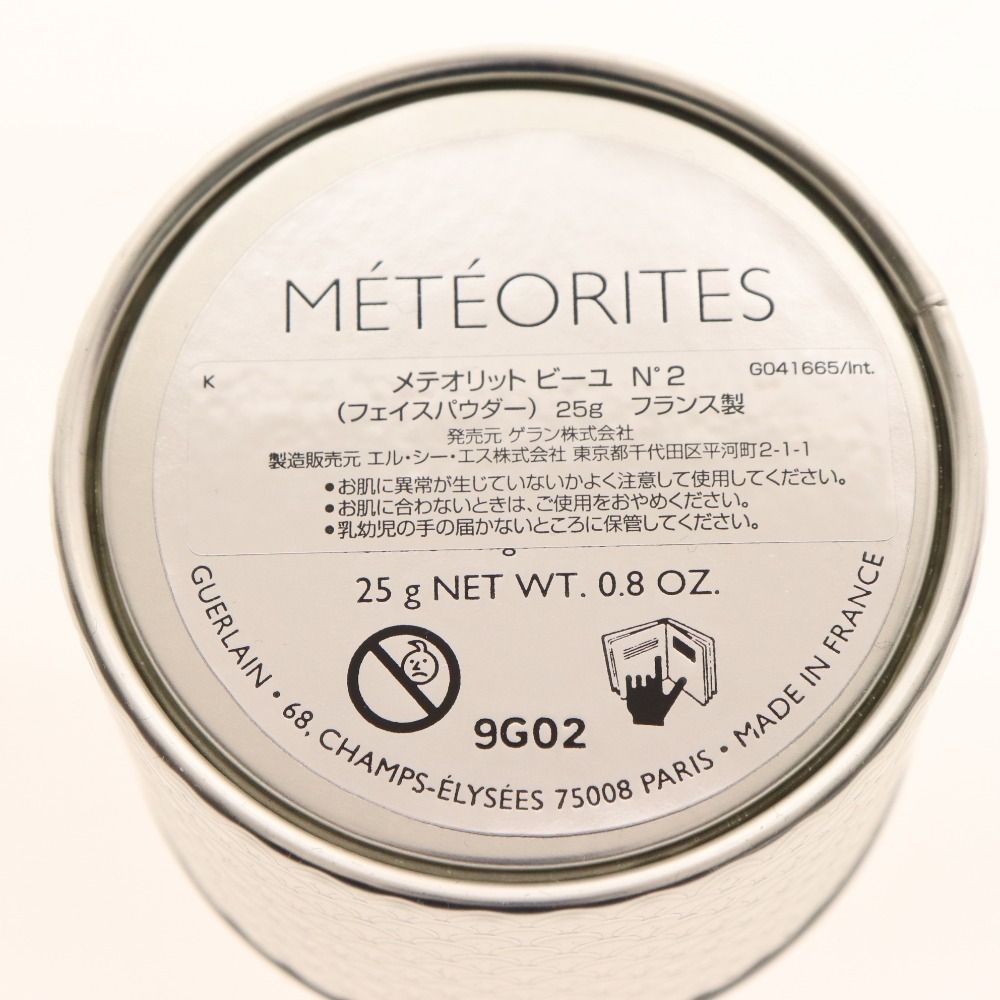 MÉTÉORITES
K
メテオリット ビーユ N°2
G041665/Int.
（フェイスパウダー） 25g フランス製
発売元 ゲラン株式会社
製造販売元 エル・シー・エス株式会社 東京都千代田区平河町2-1-1
●お肌に異常が生じていないかよく注意して使用してください。
●お肌に合わないときは、ご使用をおやめください。
●乳幼児の手の届かないところに保管してください。
25 g NET WT. 0.8 OZ.
9G02
GUERLAIN • 68, CHAMPS-ÉLYSÉES 75008 PARIS • MADE IN FRANCE